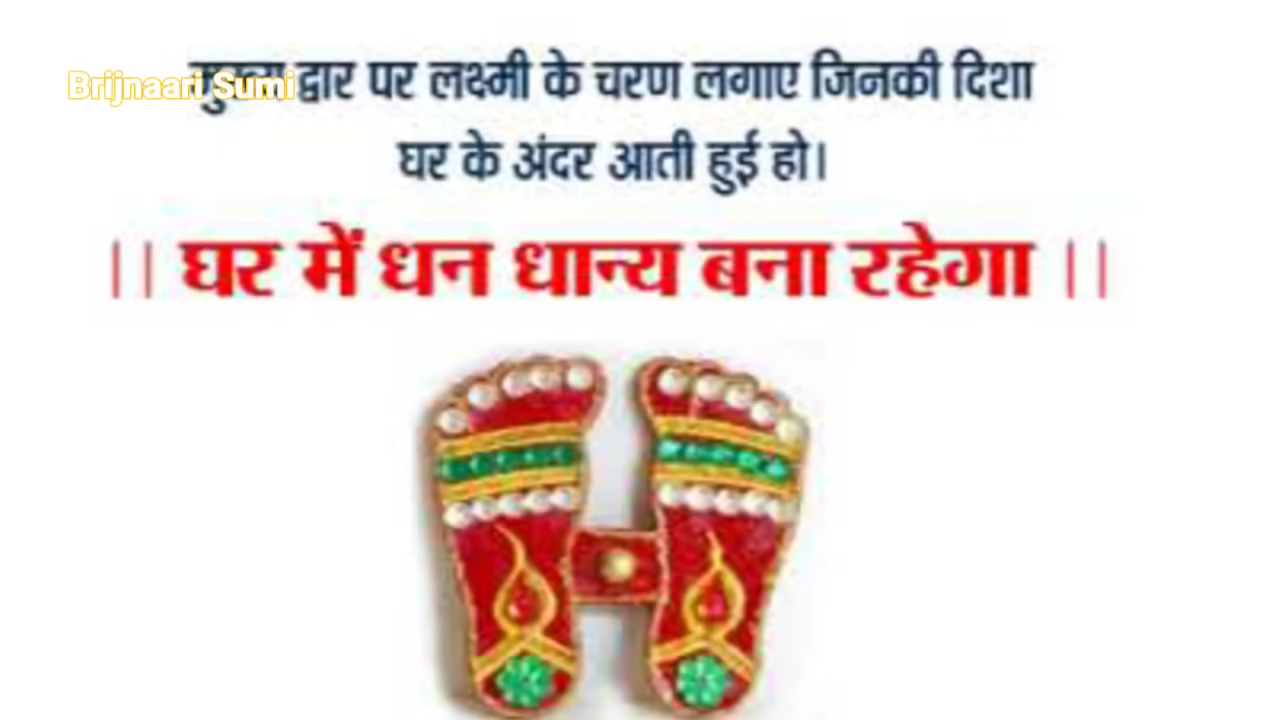 Brijnaari Sumi
द्वार पर लक्ष्मी के चरण लगाए जिनकी दिशा
घर के अंदर आती हुई हो।
|| घर में धन धान्य बना रहेगा ||